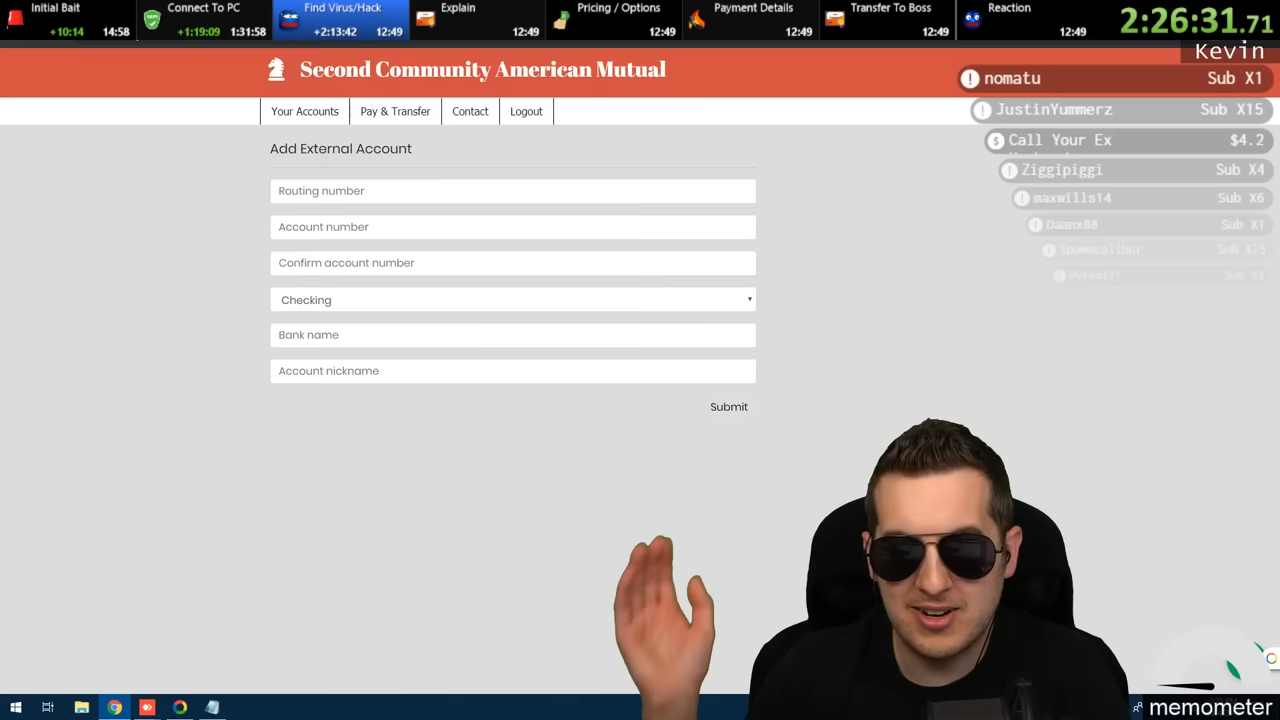 Initial Bait
+10:14 14:58
Connect To PC
+1:19:09 1:31:58
Find Virus/Hack
+2:13:42 12:49
Explain
12:49
Pricing / Options
12:49
Payment Details
12:49
Transfer To Boss
12:49
Reaction
12:49
2:26:31.71
Kevin
Second Community American Mutual
nomatu Sub X1
JustinYummerz Sub X15
Call Your Ex $4.2
Ziggipiggi Sub X4
maxwills14 Sub X6
Daanx88 Sub X1
Sub X15
Sub X1
Your Accounts
Pay & Transfer
Contact
Logout
Add External Account
Routing number
Account number
Confirm account number
Checking
Bank name
Account nickname
Submit
memometer